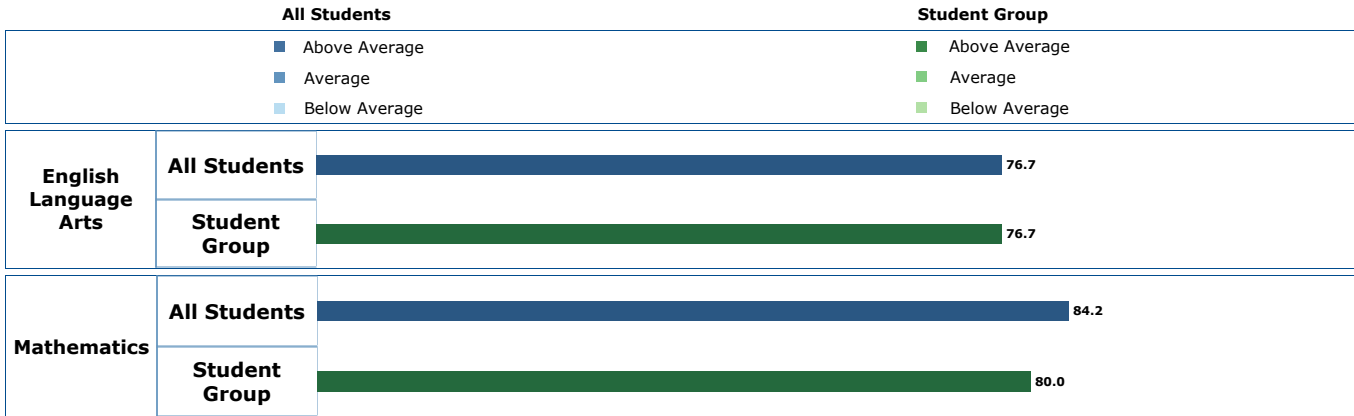 All Students
Student Group
Above Average
Above Average
Average
Average
Below Average
Below Average
English
Language
Arts
All Students
76.7
Student
Group
76.7
Mathematics
All Students
84.2
Student
Group
80.0